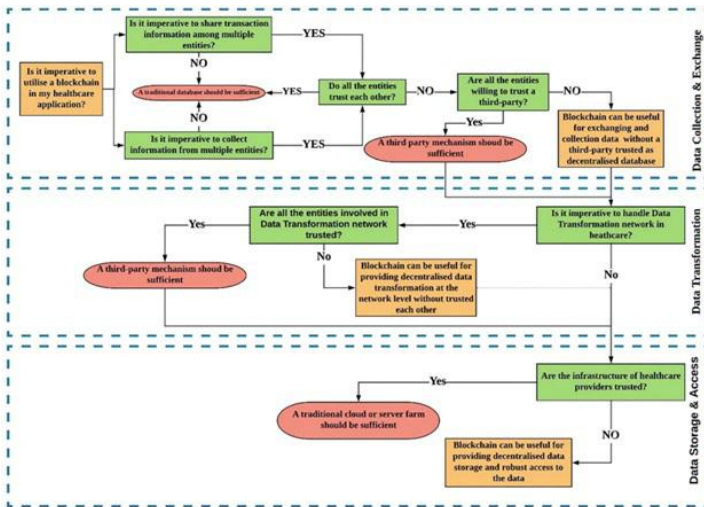 Is it imperative to share transaction
information among multiple
entities?
YES
NO
Is it imperative to
utilise a blockchain
in my healthcare
application?
A traditional database should be sufficient
YES
Do all the entities
trust each other?
NO
Are all the entities
willing to trust a
third-party?
NO
Yes
NO
Is it imperative to collect
information from multiple entities?
YES
A third party mechanism shoud be
sufficient
Blockchain can be useful
for exchanging and
collection data without a
third-party trusted as
decentralised database
Data Collection & Exchange
Are all the entities involved in
Data Transformation network
trusted?
Yes
Yes
Is it imperative to handle Data
Transformation network in
heathcare?
No
No
A third-party mechanism shoud be
sufficient
Blockchain can be useful for
providing decentralised data
transformation at the
network level without trusted
each other
Data Transformation
Are the infrastructure of healthcare
providers trusted?
Yes
A traditional cloud or server farm
should be sufficient
NO
Blockchain can be useful for
providing decentralised data
storage and robust access to
the data
Data Storage & Access